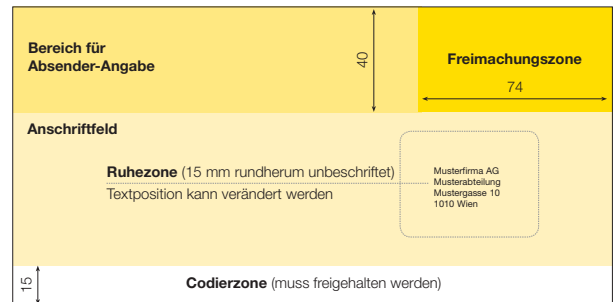 Bereich für
Absender-Angabe
40
Freimachungszone
74
Anschriftfeld
Ruhezone (15 mm rundherum unbeschriftet)
Textposition kann verändert werden
Musterfirma AG
Musterabteilung
Mustergasse 10
1010 Wien
15
Codierzone (muss freigehalten werden)